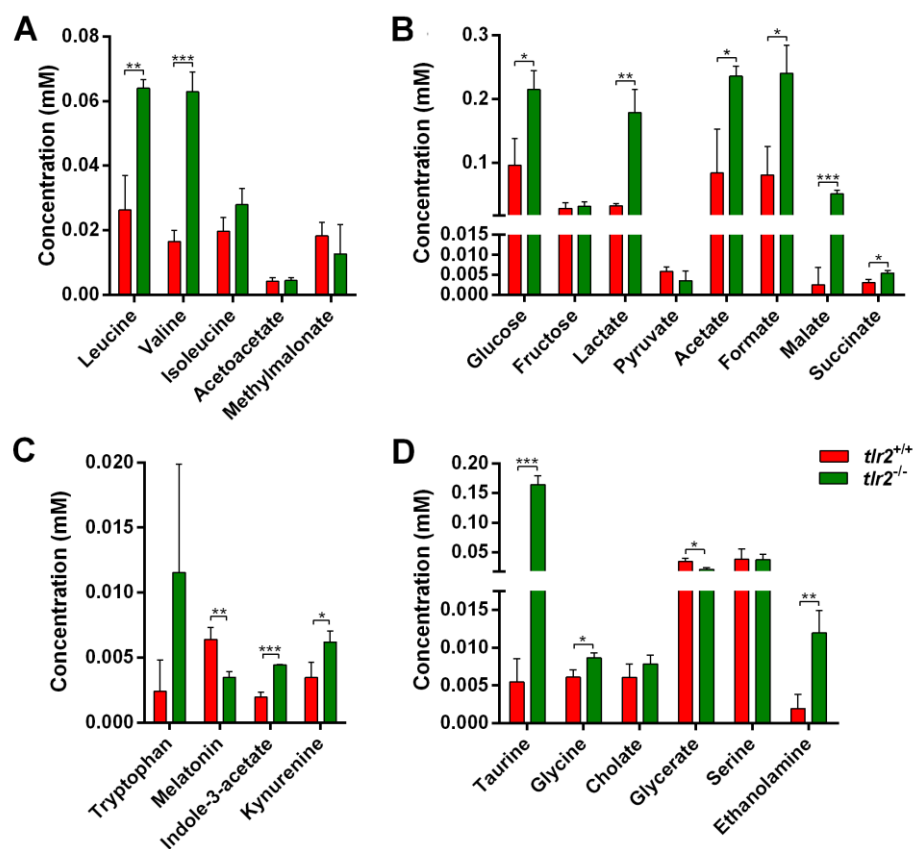 A
Concentration (mM)
0.08
0.06
0.04
0.02
0.00
**
***
Leucine
Valine
Isoleucine
Acetoacetate
Methylmalonate
B
Concentration (mM)
0.3
0.2
0.1
0.015
0.010
0.005
0.000
*
**
*
*
***
*
Glucose
Fructose
Lactate
Pyruvate
Acetate
Formate
Malate
Succinate
C
Concentration (mM)
0.020
0.015
0.010
0.005
0.000
**
***
*
Tryptophan
Melatonin
Indole-3-acetate
Kynurenine
D
Concentration (mM)
0.20
0.15
0.10
0.05
0.015
0.010
0.005
0.000
***
*
*
**
Taurine
Glycine
Cholate
Glycerate
Serine
Ethanolamine
tlr2+/+
tlr2-/-